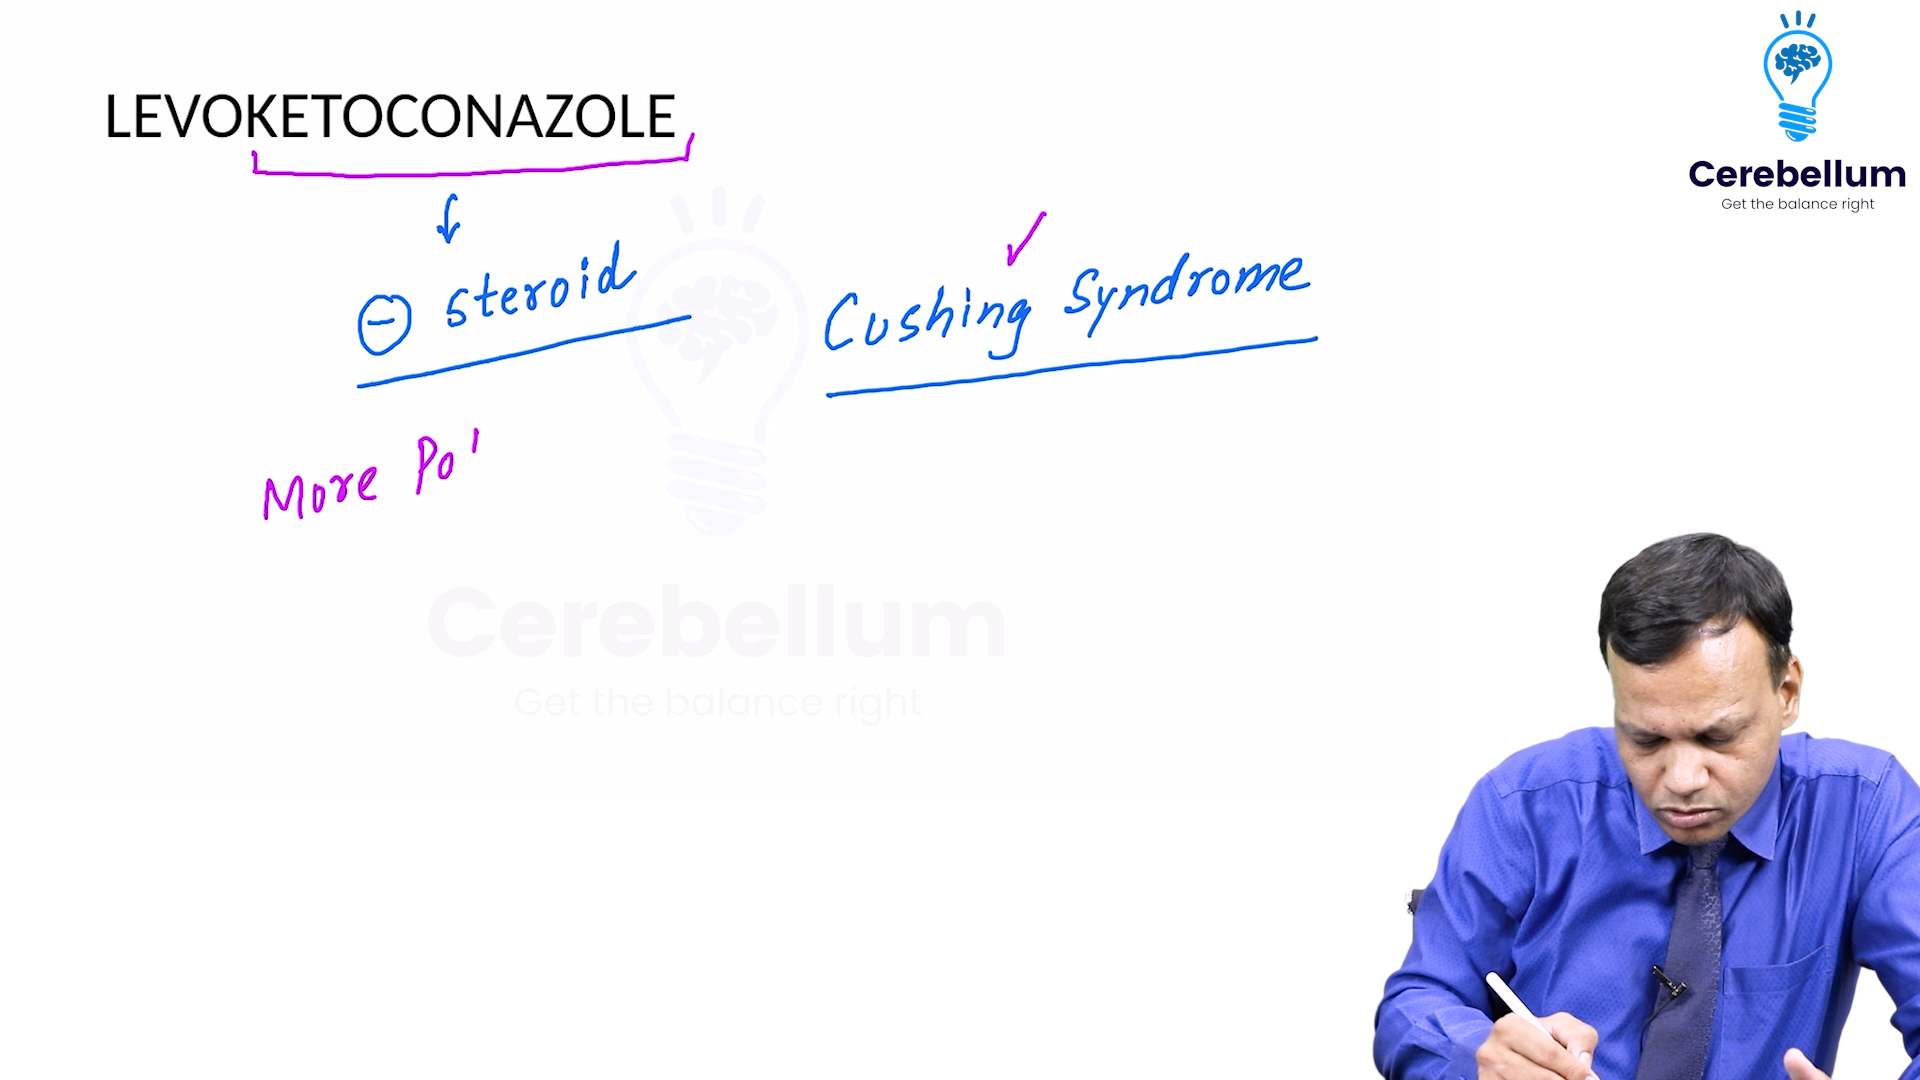 LEVOKETOCONAZOLE
⊖ steroid
Cushing Syndrome
More Po'
Cerebellum
Get the balance right
Cerebellum
Get the balance right